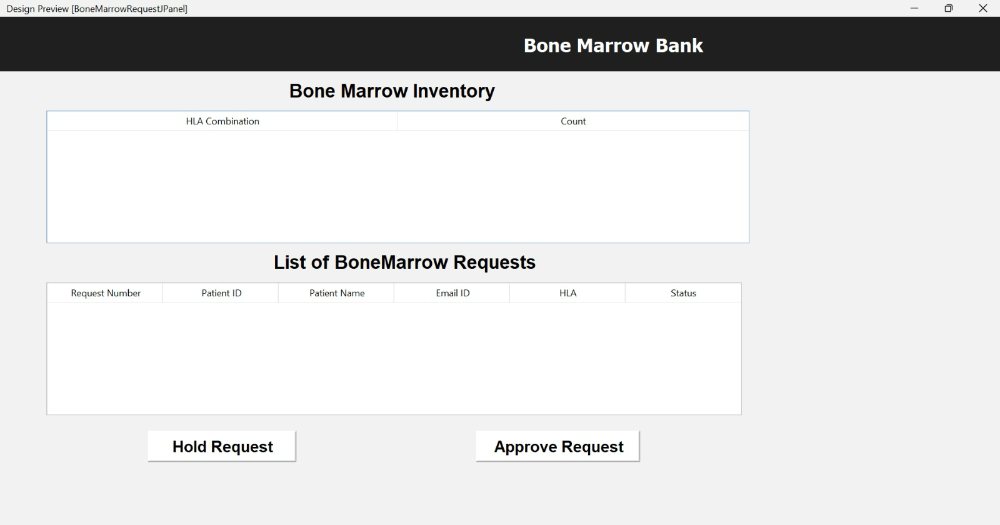 Design Preview [BoneMarrowRequestJPanel]
Bone Marrow Bank
Bone Marrow Inventory
HLA Combination Count
List of BoneMarrow Requests
Request Number Patient ID Patient Name Email ID HLA Status
Hold Request Approve Request